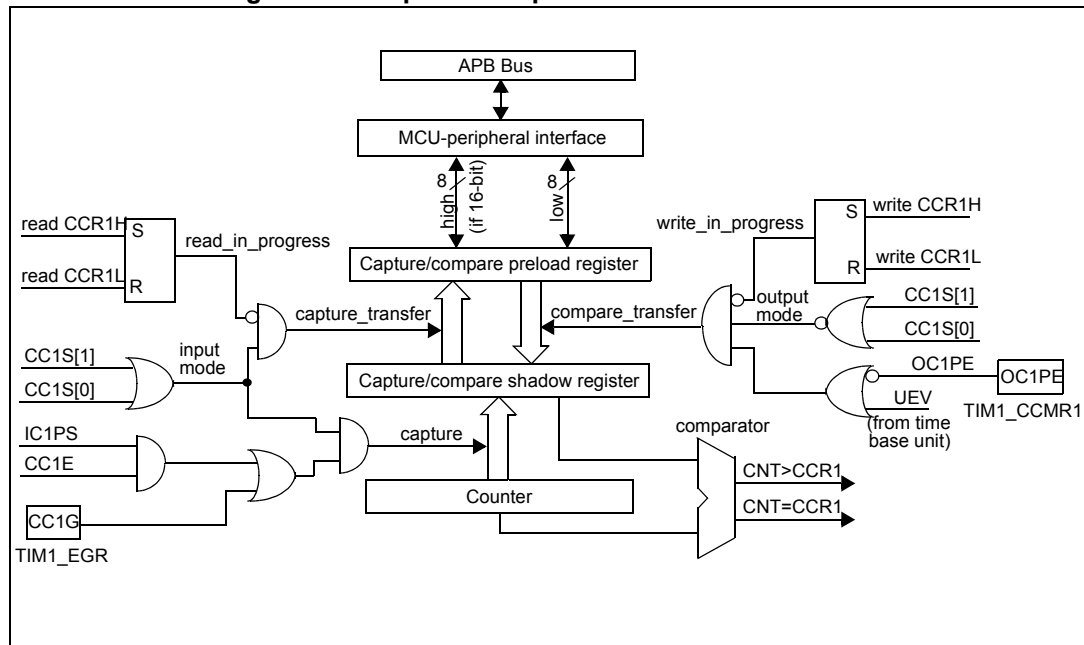 APB Bus
MCU-peripheral interface
8
high
(if 16-bit)
8
low
read CCR1H
S
read_in_progress
read CCR1L
R
write_in_progress
S
write CCR1H
R
write CCR1L
Capture/compare preload register
capture_transfer
compare_transfer
output
mode
CC1S[1]
CC1S[0]
CC1S[1]
CC1S[0]
input
mode
Capture/compare shadow register
OC1PE
OC1PE
UEV
TIM1_CCMR1
(from time
base unit)
IC1PS
CC1E
capture
comparator
CNT>CCR1
Counter
CNT=CCR1
CC1G
TIM1_EGR